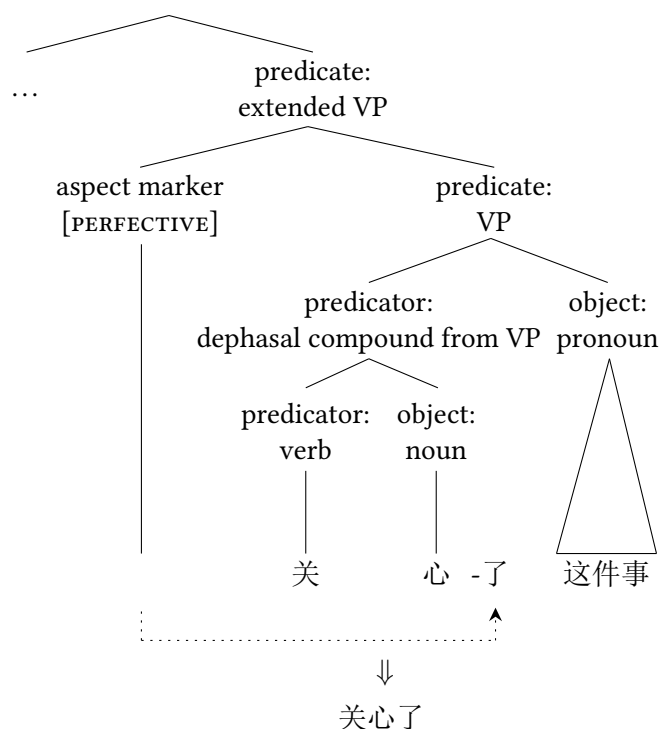 …
predicate:
extended VP
aspect marker
[PERFECTIVE]
predicate:
VP
predicator:
dephasal compound from VP
object:
pronoun
predicator:
verb
object:
noun
关 心 -了 这件事
⇓
关心了